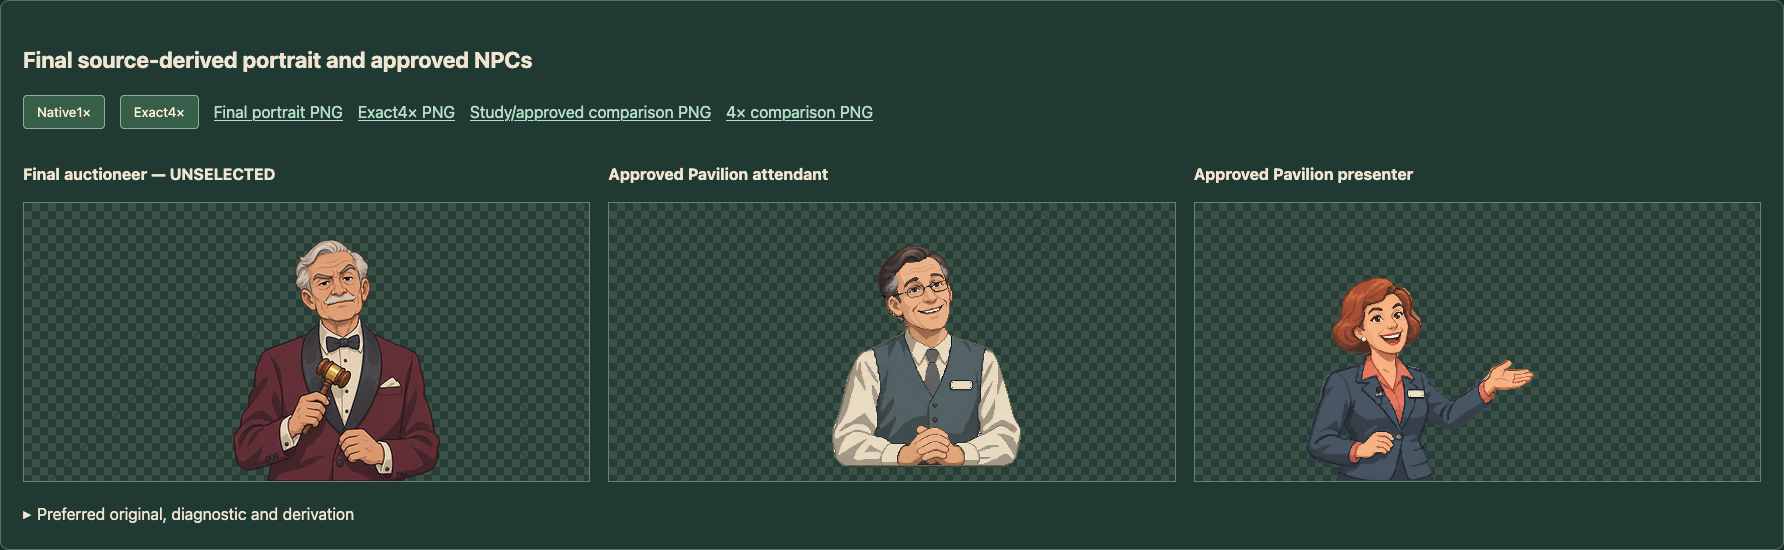 Final source-derived portrait and approved NPCs
Native1×
Exact4×
Final portrait PNG
Exact4× PNG
Study/approved comparison PNG
4× comparison PNG
Final auctioneer — UNSELECTED
Approved Pavilion attendant
Approved Pavilion presenter
▸ Preferred original, diagnostic and derivation